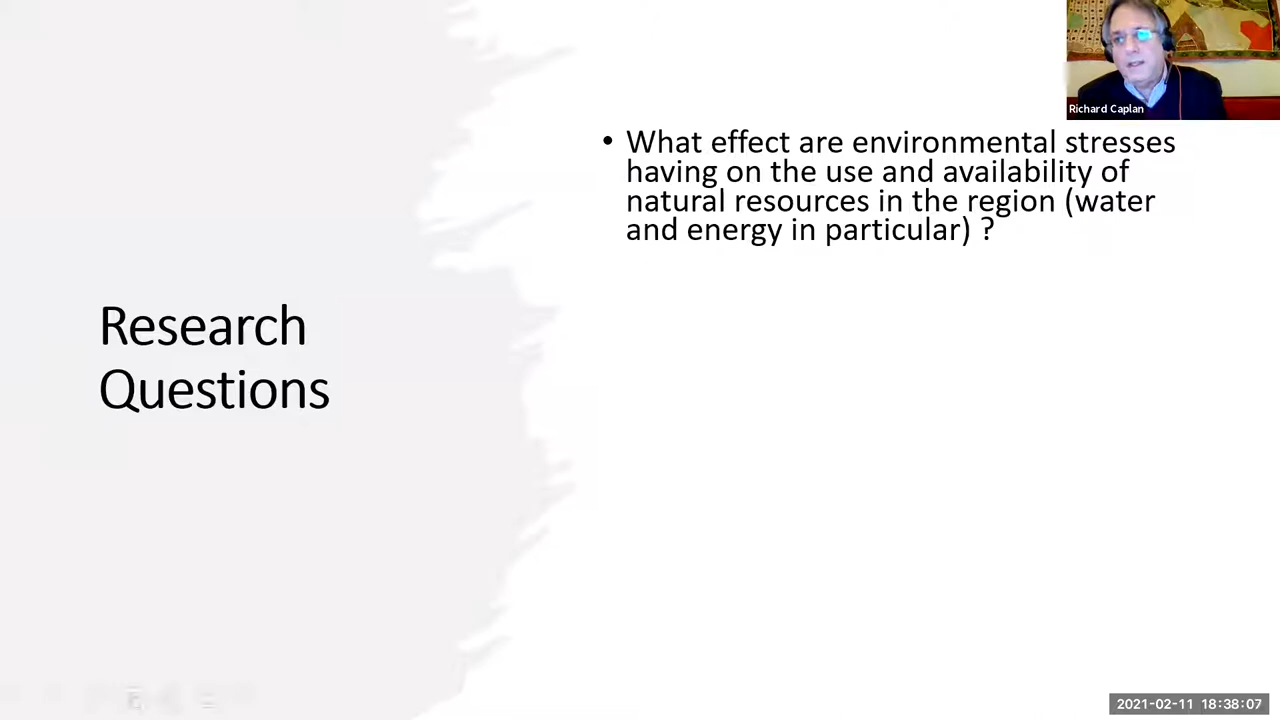 Richard Caplan
• What effect are environmental stresses
having on the use and availability of
natural resources in the region (water
and energy in particular) ?
Research
Questions
2021-02-11 18:38:07